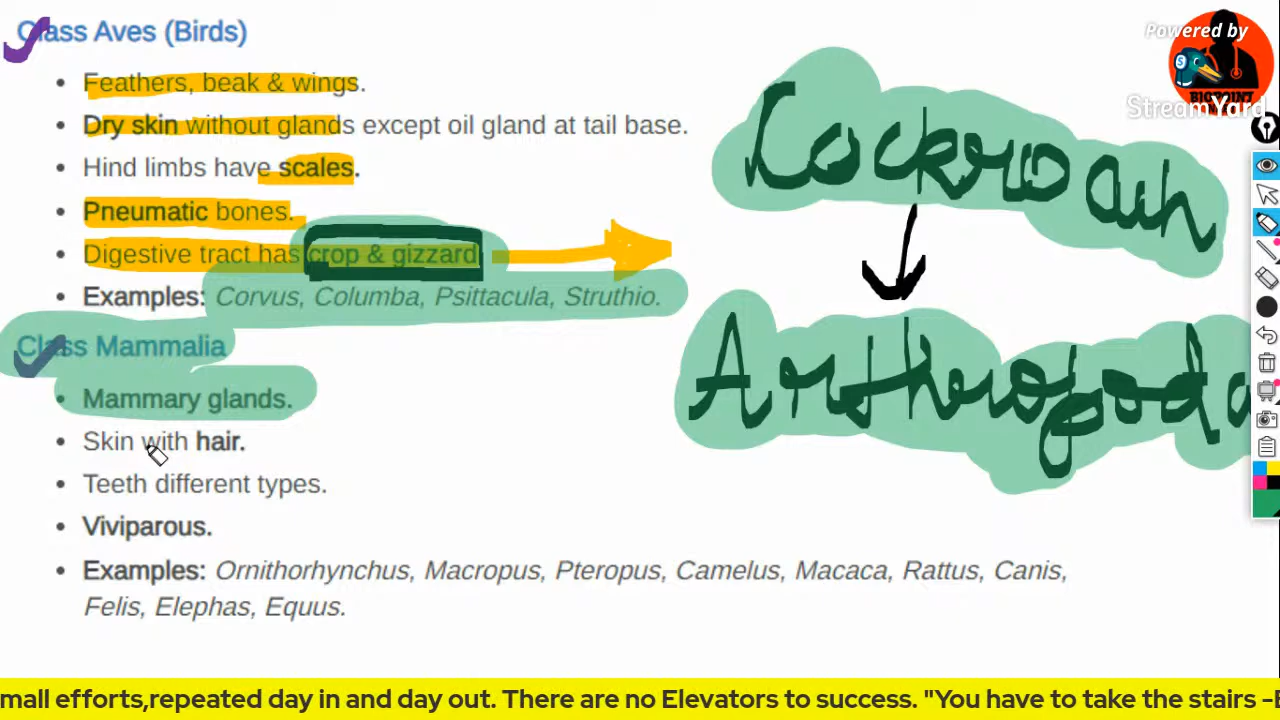 Class Aves (Birds)
Powered by
• Feathers, beak & wings.
StreamYard
• Dry skin without glands except oil gland at tail base.
• Hind limbs have scales.
• Pneumatic bones.
• Digestive tract has crop & gizzard
• Examples: Corvus, Columba, Psittacula, Struthio.
Cockroach
Arthropoda
Class Mammalia
• Mammary glands.
• Skin with hair.
• Teeth different types.
• Viviparous.
• Examples: Ornithorhynchus, Macropus, Pteropus, Camelus, Macaca, Rattus, Canis,
Felis, Elephas, Equus.
mall efforts,repeated day in and day out. There are no Elevators to success. "You have to take the stairs -